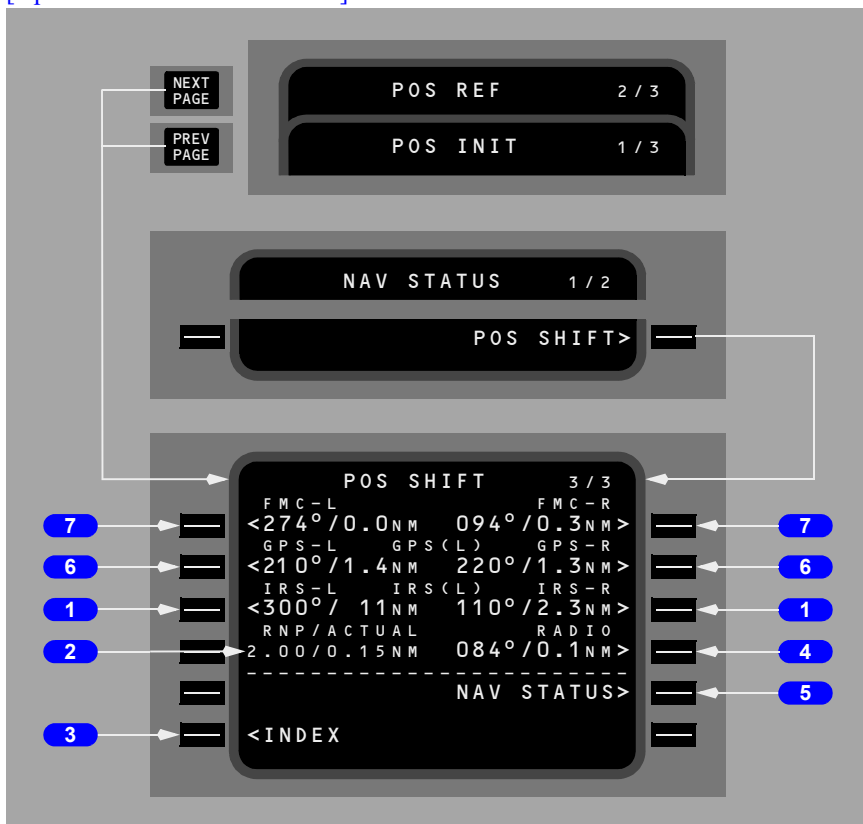 NEXT
PAGE
POS REF 2/3
PREV
PAGE
POS INIT 1/3
NAV STATUS 1/2
POS SHIFT>
POS SHIFT 3/3
FMC-L FMC-R
7 <274°/0.0NM 094°/0.3NM> 7
GPS-L GPS(L) GPS-R
6 <210°/1.4NM 220°/1.3NM> 6
IRS-L IRS(L) IRS-R
1 <300°/ 11NM 110°/2.3NM> 1
RNP/ACTUAL RADIO
2 2.00/0.15NM 084°/0.1NM> 4
------------------------
NAV STATUS> 5
3 <INDEX